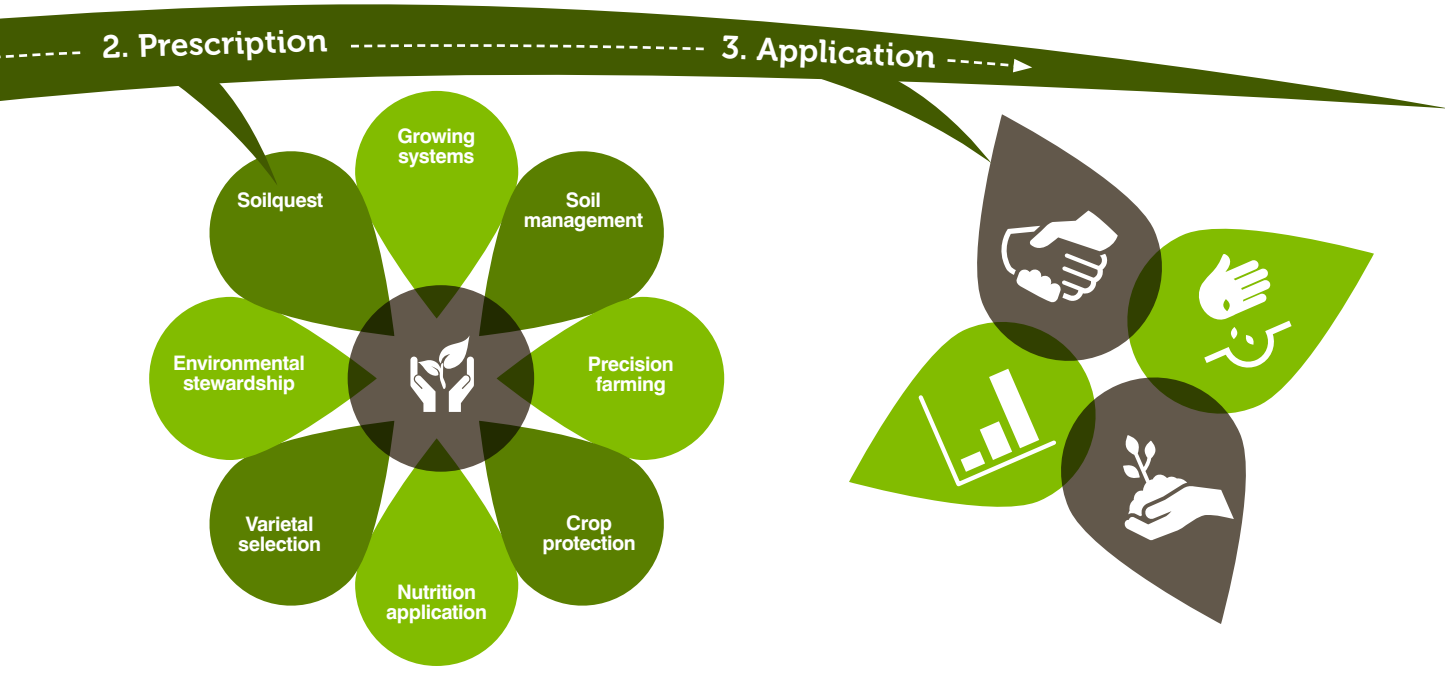 2. Prescription
3. Application
Growing
systems
Soilquest
Soil
management
Environmental
stewardship
Precision
farming
Varietal
selection
Crop
protection
Nutrition
application